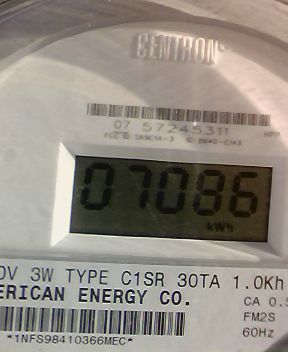 CENTRON®
07 57245311
07086
kWh
0V 3W TYPE C1SR 30TA 1.0Kh
ERICAN ENERGY CO.
CA 0.5
FM2S
60Hz
*1NFS98410366MEC*